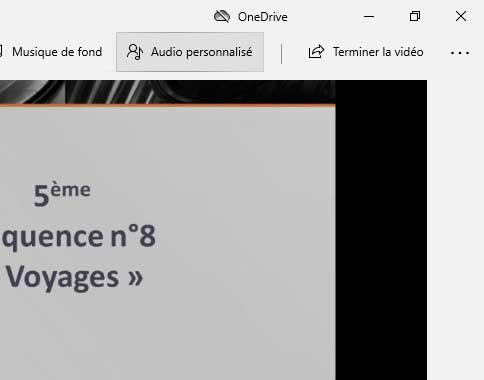 OneDrive
Musique de fond Audio personnalisé Terminer la vidéo
5ème
quence n°8
Voyages »